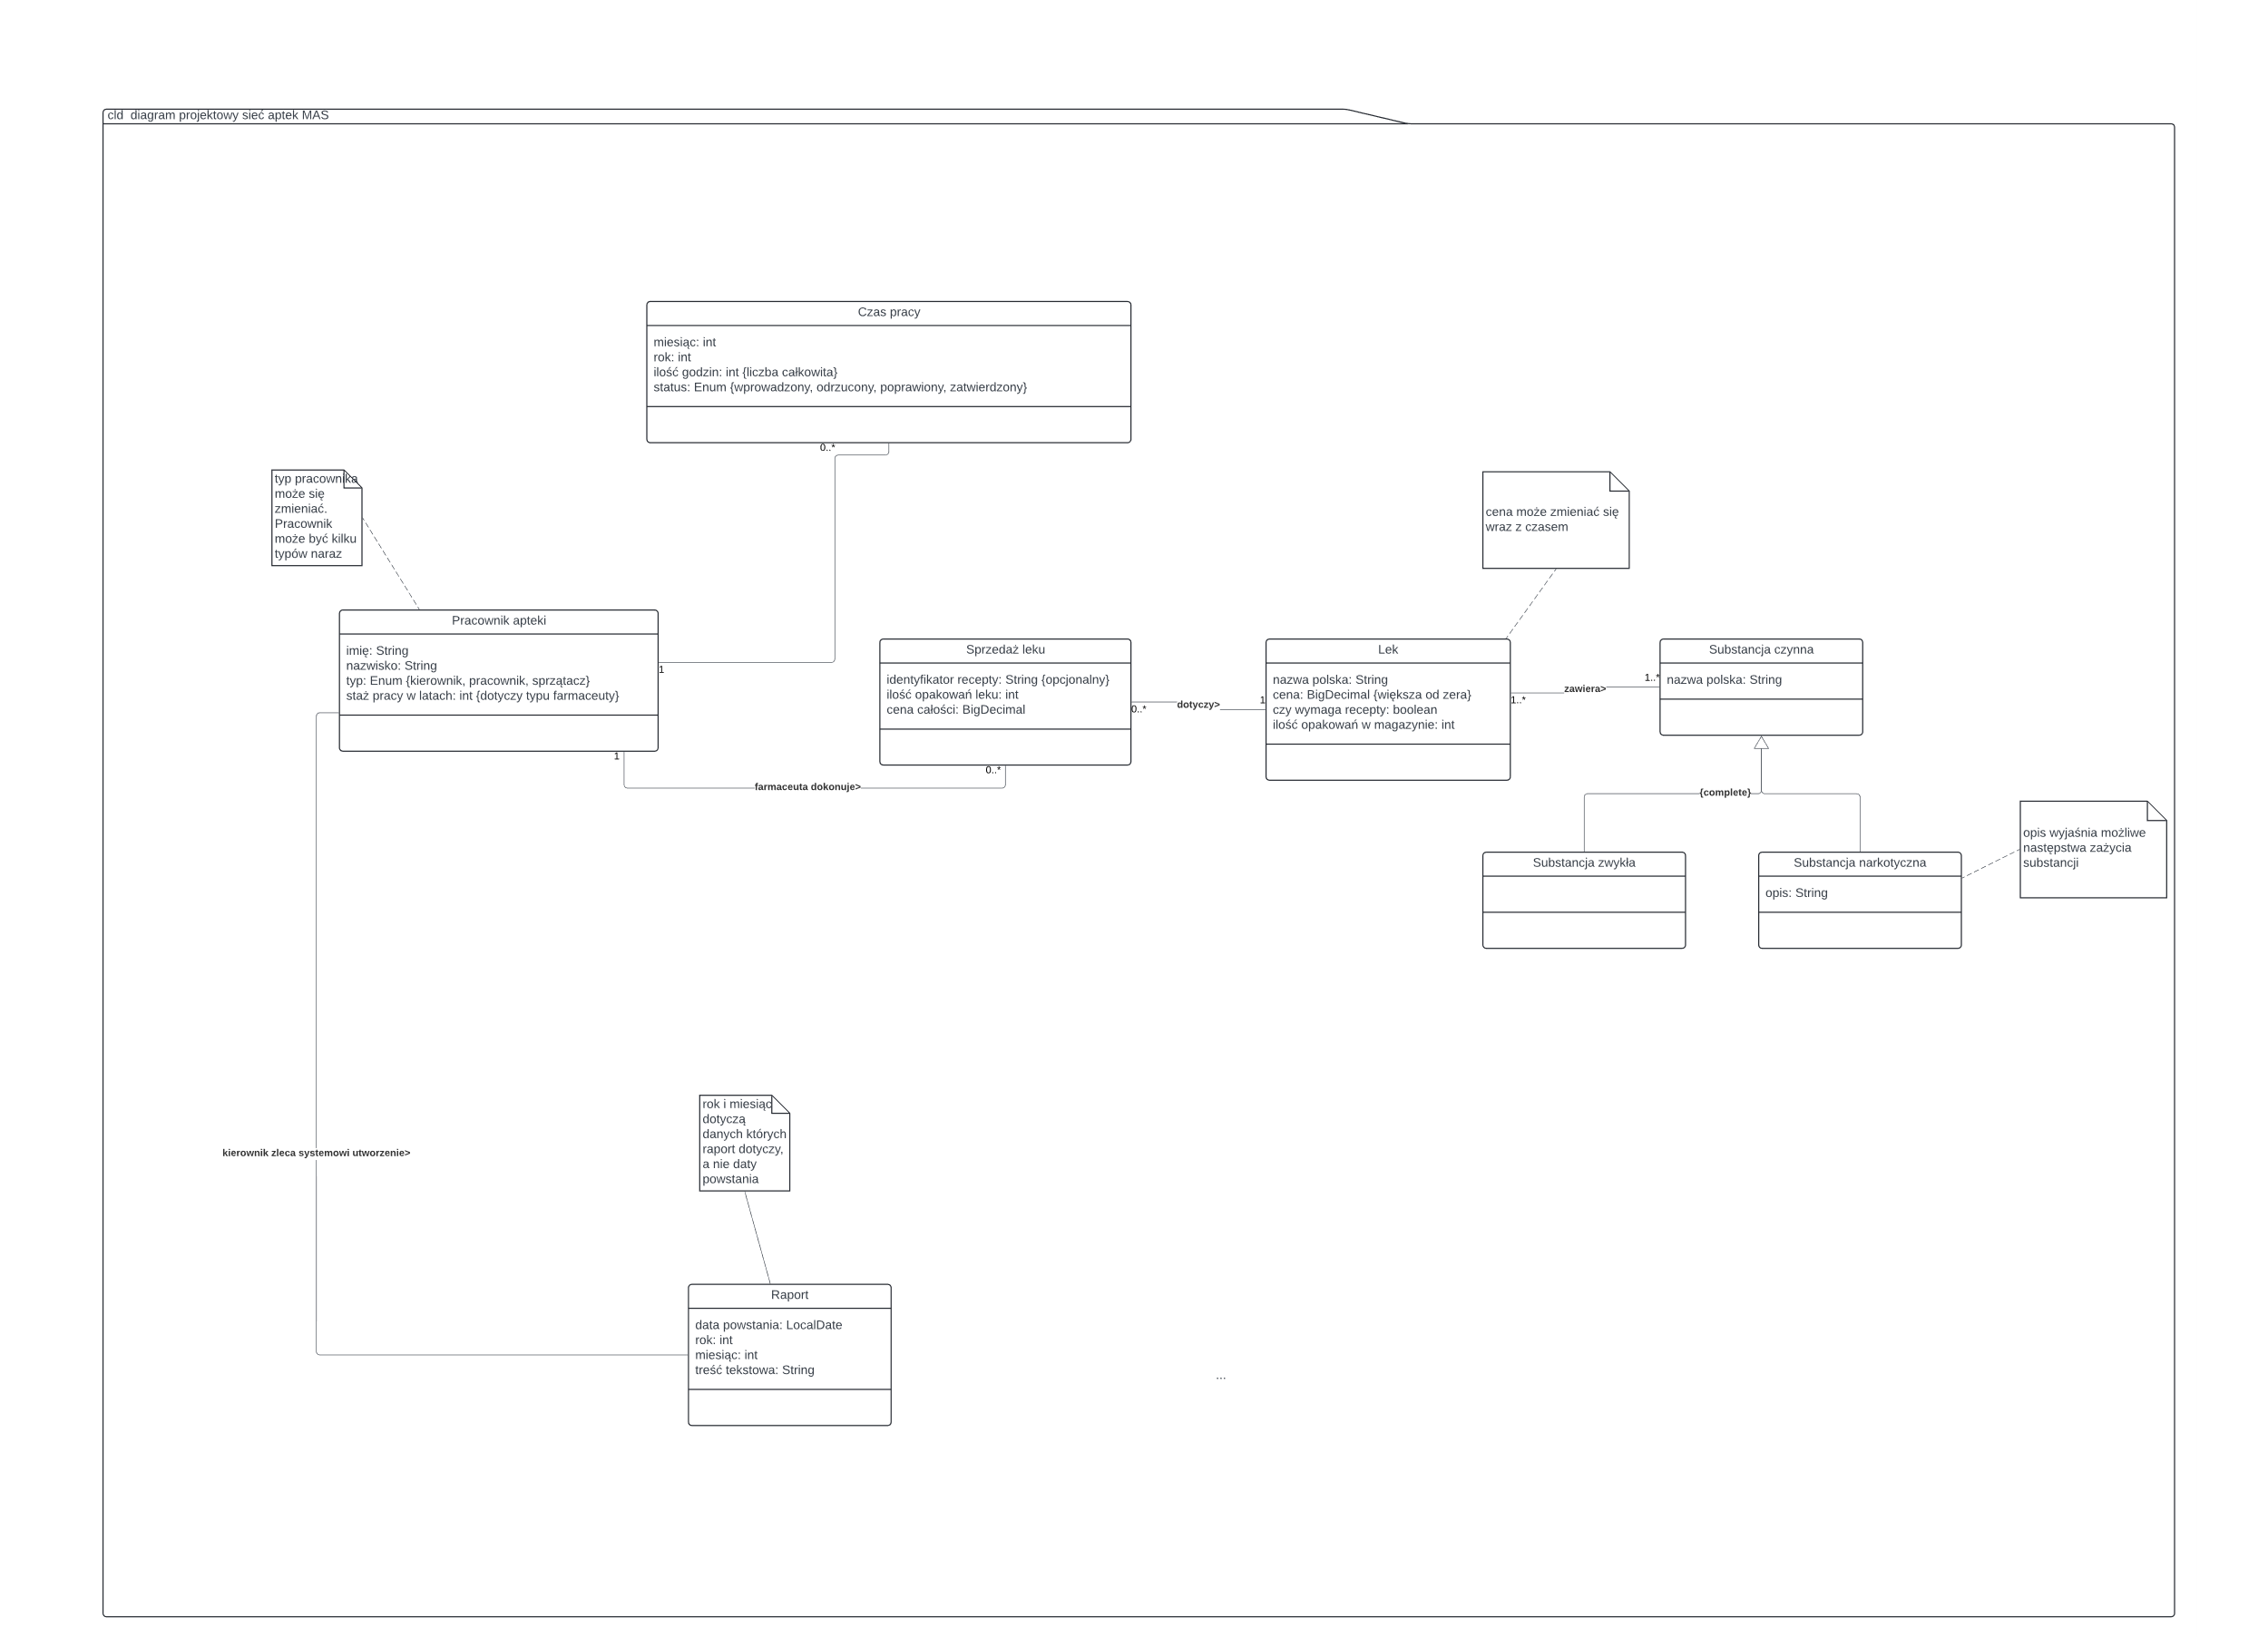 cld  diagram projektowy sieć aptek MAS
Czas pracy
miesiąc: int
rok: int
ilość godzin: int {liczba całkowita}
status: Enum {wprowadzony, odrzucony, poprawiony, zatwierdzony}
0..*
typ pracownika
może się
zmieniać.
Pracownik
może być kilku
typów naraz
cena może zmieniać się
wraz z czasem
Pracownik apteki
imię: String
nazwisko: String
typ: Enum {kierownik, pracownik, sprzątacz}
staż pracy w latach: int {dotyczy typu farmaceuty}
1
1
Sprzedaż leku
identyfikator recepty: String {opcjonalny}
ilość opakowań leku: int
cena całości: BigDecimal
0..*
dotyczy>
1
0..*
farmaceuta dokonuje>
Lek
nazwa polska: String
cena: BigDecimal {większa od zera}
czy wymaga recepty: boolean
ilość opakowań w magazynie: int
1..*
zawiera>
1..*
Substancja czynna
nazwa polska: String
{complete}
Substancja zwykła
Substancja narkotyczna
opis: String
opis wyjaśnia możliwe
następstwa zażycia
substancji
kierownik zleca systemowi utworzenie>
rok i miesiąc
dotyczą
danych których
raport dotyczy,
a nie daty
powstania
Raport
data powstania: LocalDate
rok: int
miesiąc: int
treść tekstowa: String
...